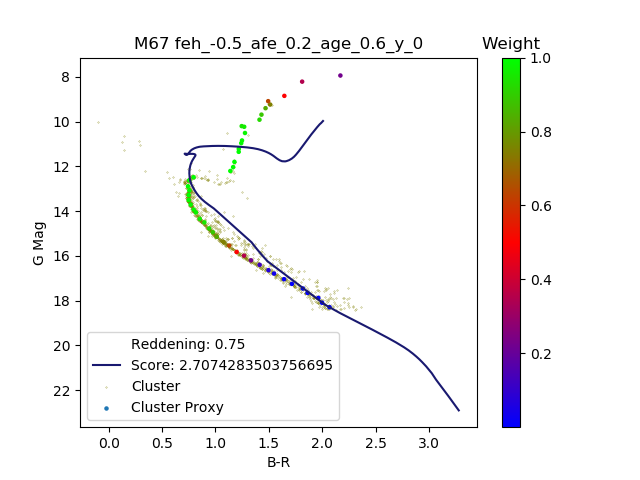 M67 feh_-0.5_afe_0.2_age_0.6_y_0
Weight
8
10
12
14
16
18
20
22
G Mag
0.0 0.5 1.0 1.5 2.0 2.5 3.0
B-R
Reddening: 0.75
Score: 2.7074283503756695
Cluster
Cluster Proxy
1.0
0.8
0.6
0.4
0.2